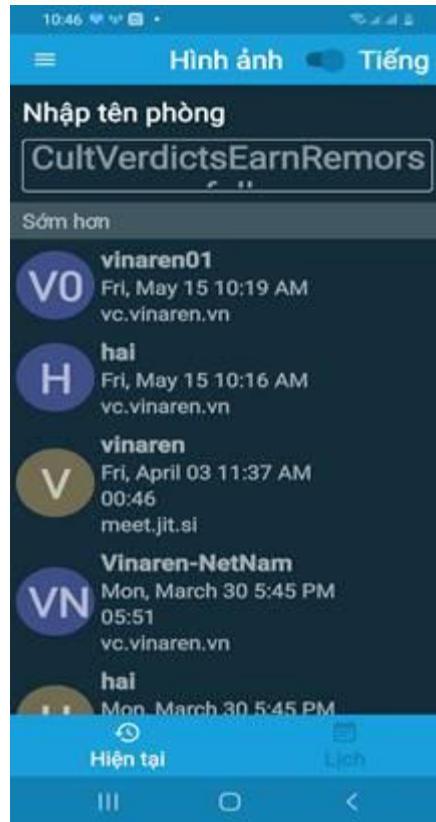 10:46
Hình ảnh Tiếng
Nhập tên phòng
CultVerdictsEarnRemors
Sớm hơn
V0
vinaren01
Fri, May 15 10:19 AM
vc.vinaren.vn
H
hai
Fri, May 15 10:16 AM
vc.vinaren.vn
V
vinaren
Fri, April 03 11:37 AM
00:46
meet.jit.si
VN
Vinaren-NetNam
Mon, March 30 5:45 PM
05:51
vc.vinaren.vn
hai
Mon, March 30 5:45 PM
Hiện tại
Lịch